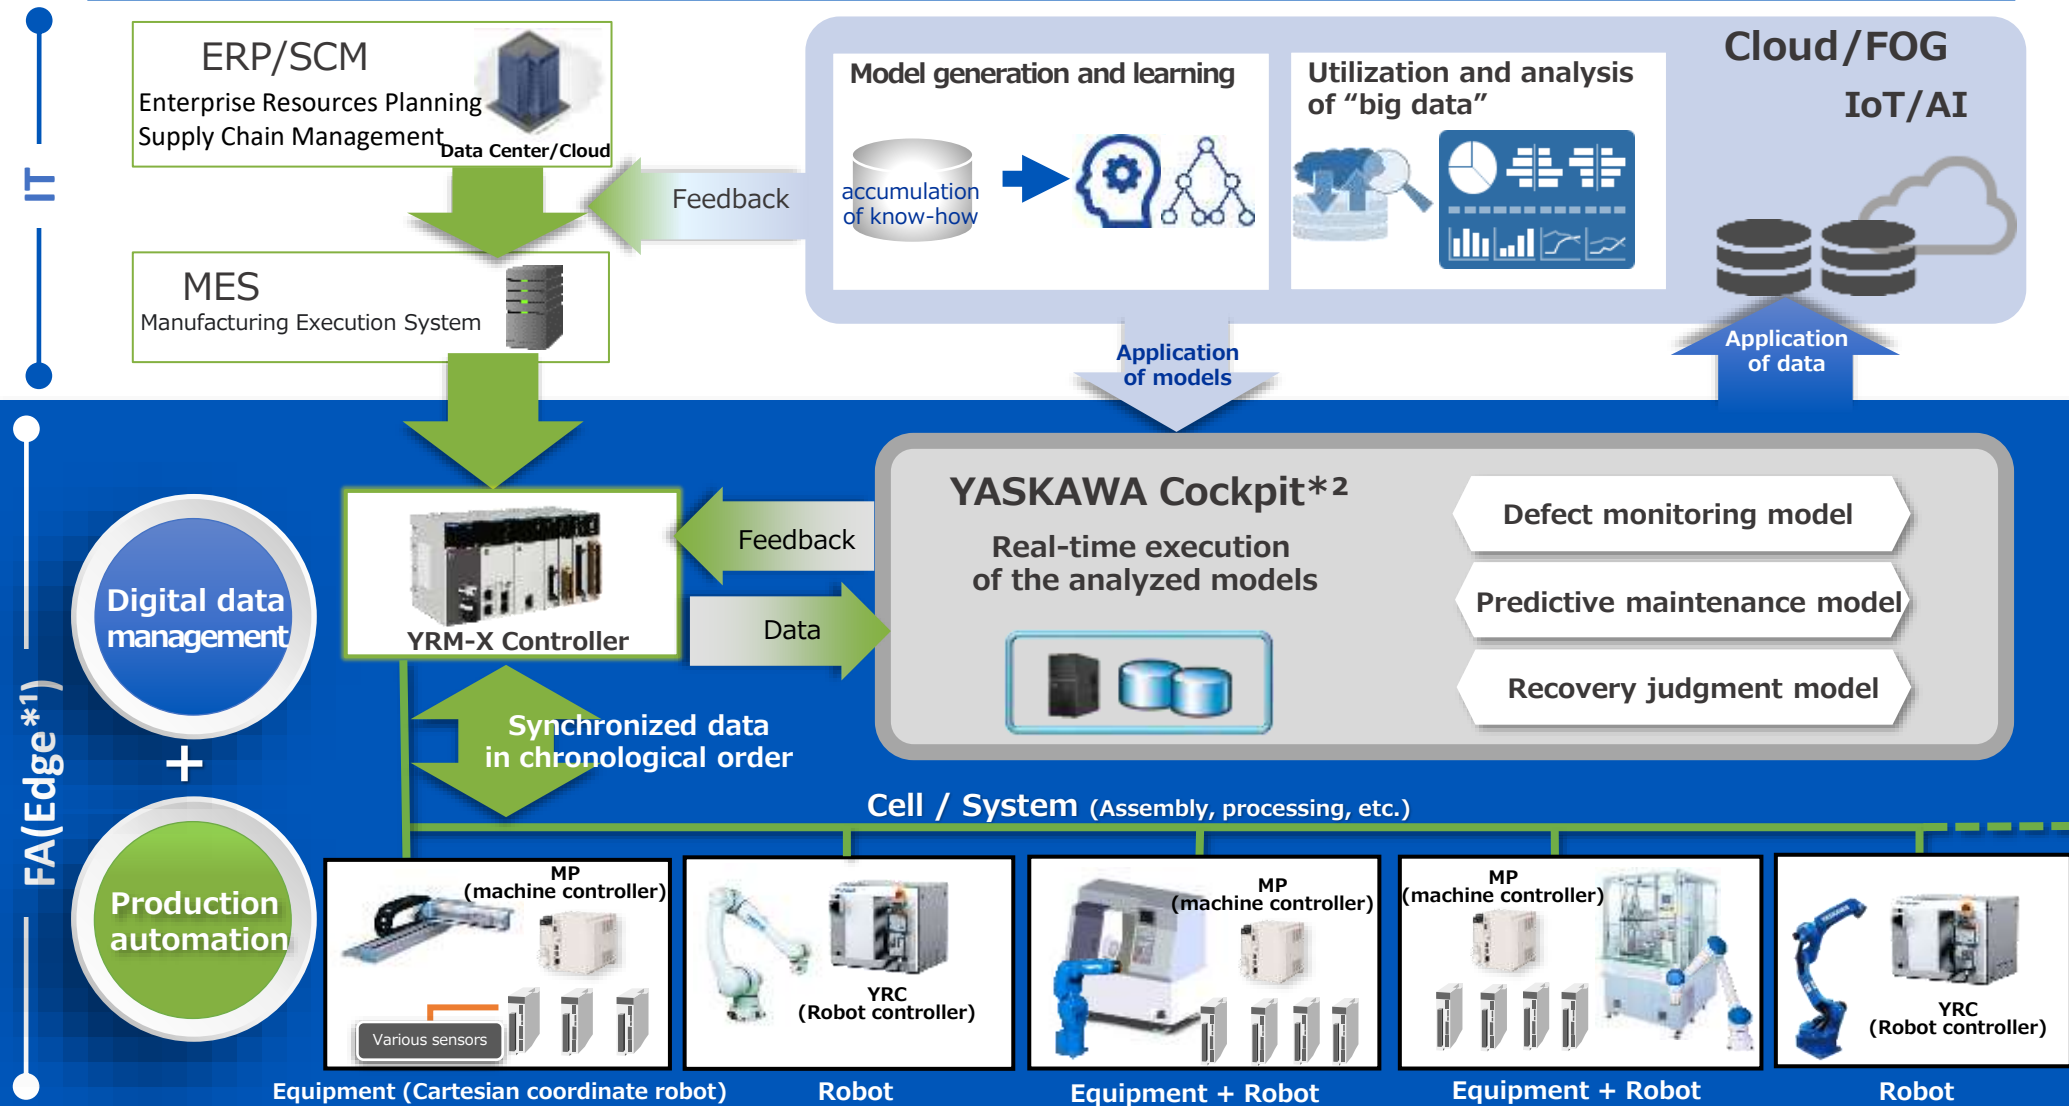 IT
ERP/SCM
Enterprise Resources Planning
Supply Chain Management
Data Center/Cloud
Feedback
MES
Manufacturing Execution System
Model generation and learning
accumulation
of know-how
Utilization and analysis
of “big data”
Cloud/FOG
IoT/AI
Application
of models
Application
of data
FA(Edge*1)
Digital data
management
+
Production
automation
YRM-X Controller
Feedback
Data
YASKAWA Cockpit*2
Real-time execution
of the analyzed models
Defect monitoring model
Predictive maintenance model
Recovery judgment model
Synchronized data
in chronological order
Cell / System (Assembly, processing, etc.)
MP
(machine controller)
Various sensors
Equipment (Cartesian coordinate robot)
YRC
(Robot controller)
Robot
MP
(machine controller)
Equipment + Robot
MP
(machine controller)
Equipment + Robot
YASKAWA
YRC
(Robot controller)
Robot